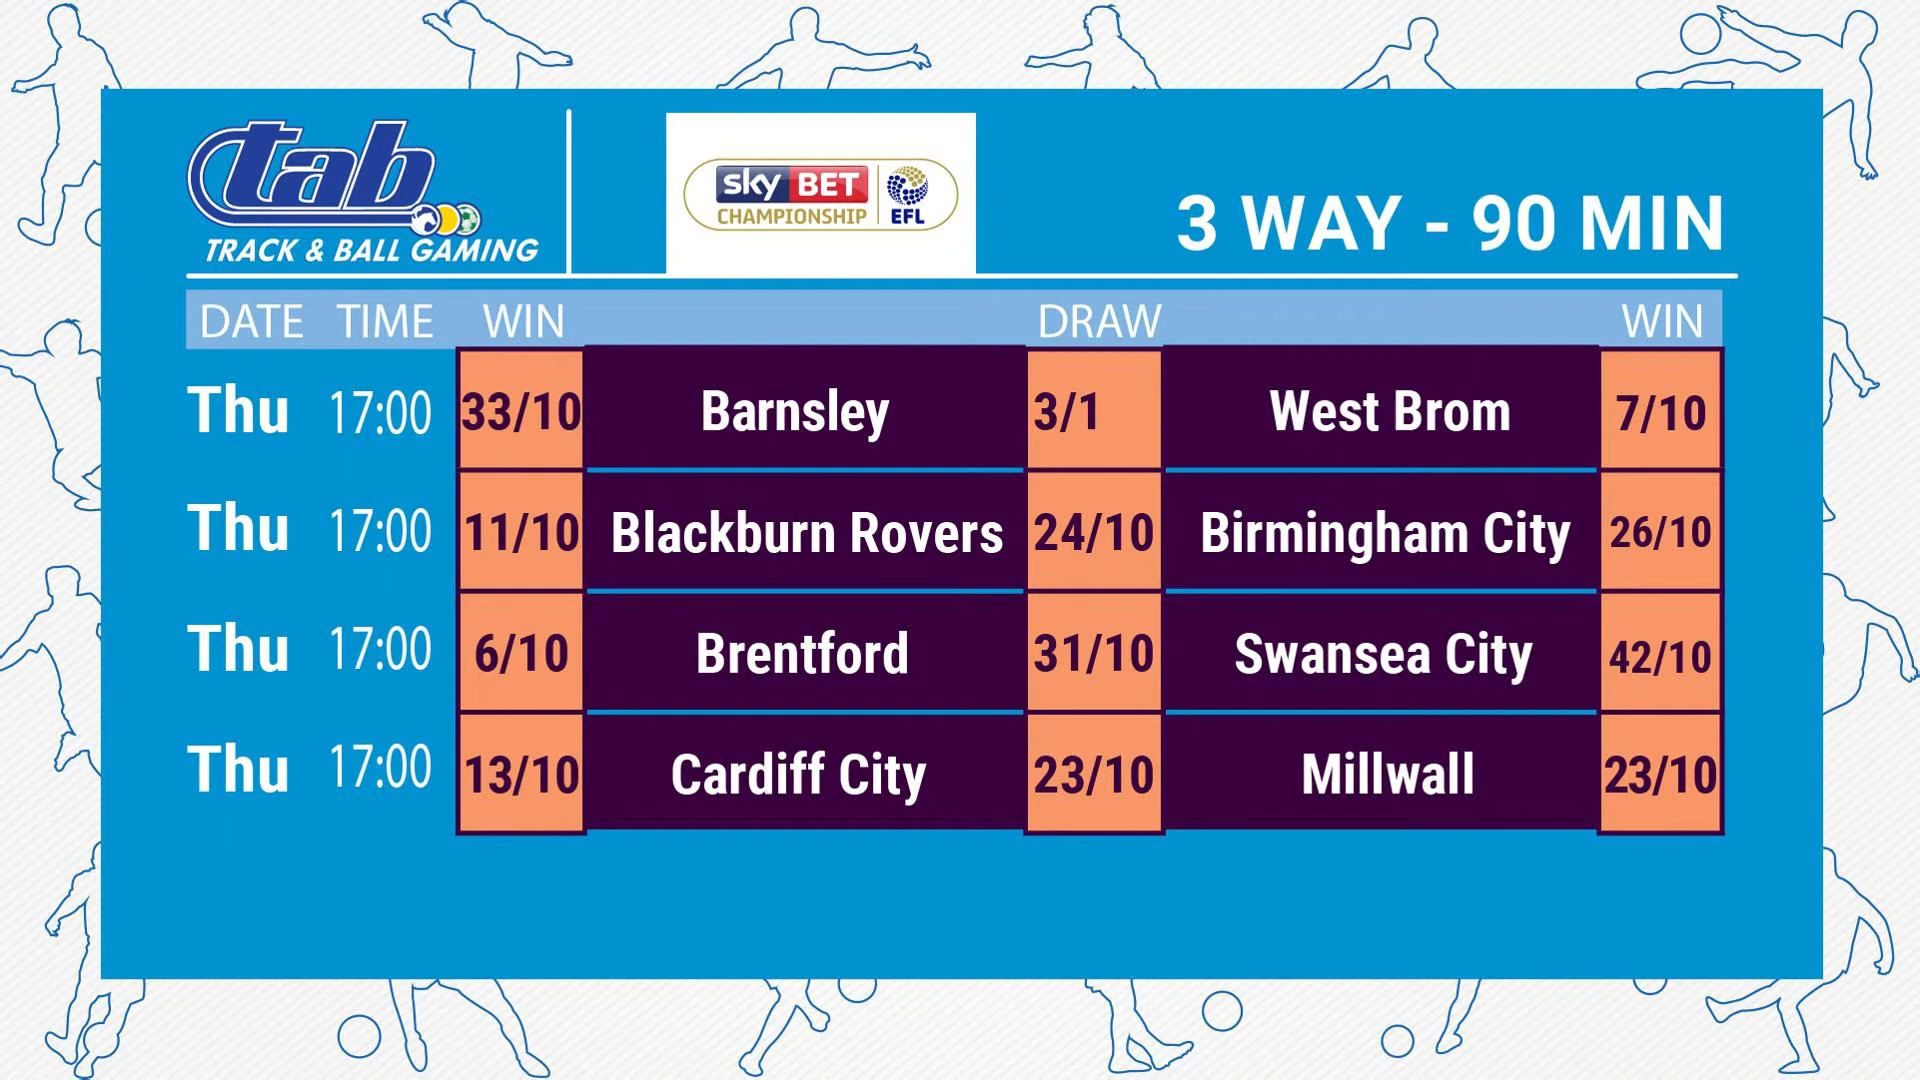 tab
TRACK & BALL GAMING
sky BET
CHAMPIONSHIP
EFL
3 WAY - 90 MIN
DATE TIME WIN DRAW WIN
Thu 17:00 33/10 Barnsley 3/1 West Brom 7/10
Thu 17:00 11/10 Blackburn Rovers 24/10 Birmingham City 26/10
Thu 17:00 6/10 Brentford 31/10 Swansea City 42/10
Thu 17:00 13/10 Cardiff City 23/10 Millwall 23/10